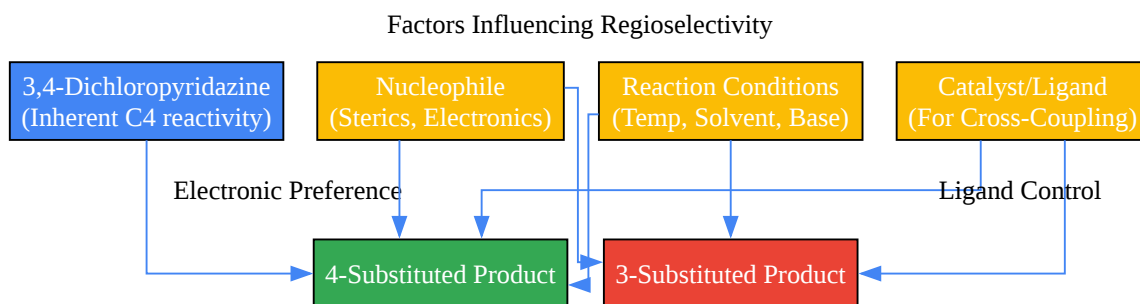 Factors Influencing Regioselectivity
3,4-Dichloropyridazine
(Inherent C4 reactivity)
Nucleophile
(Sterics, Electronics)
Reaction Conditions
(Temp, Solvent, Base)
Catalyst/Ligand
(For Cross-Coupling)
Electronic Preference
Ligand Control
4-Substituted Product
3-Substituted Product